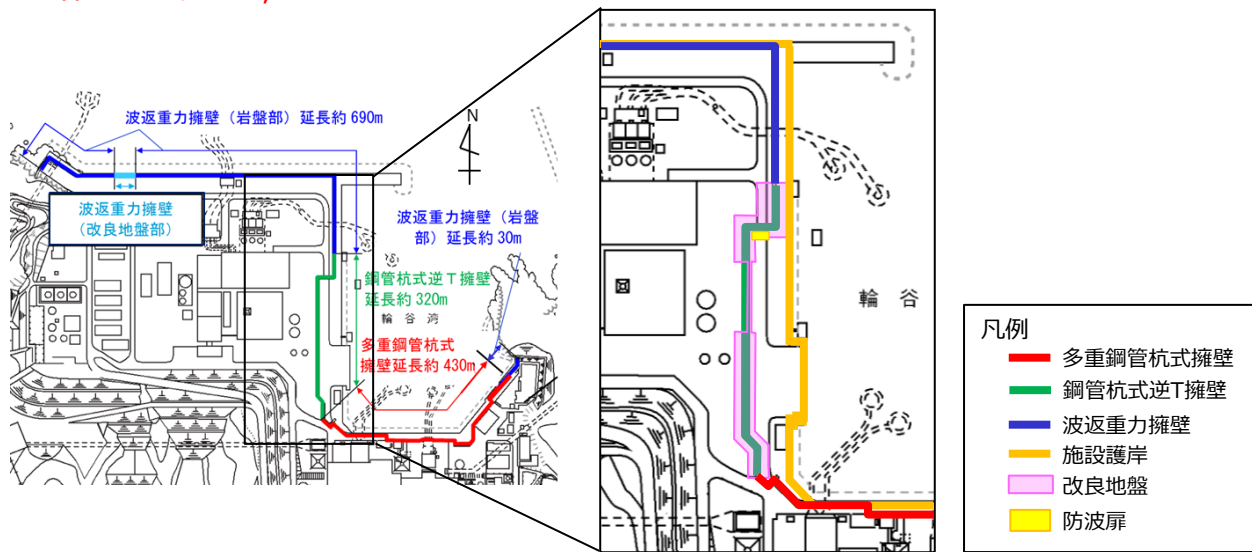 波返重力擁壁（岩盤部）延長約 690m
N
波返重力擁壁
（改良地盤部）
波返重力擁壁（岩盤
部）延長約 30m
鋼管杭式逆Ｔ擁壁
延長約 320m
輪谷湾
多重鋼管杭式
擁壁延長約 430m
輪谷
凡例
多重鋼管杭式擁壁
鋼管杭式逆T擁壁
波返重力擁壁
施設護岸
改良地盤
防波扉